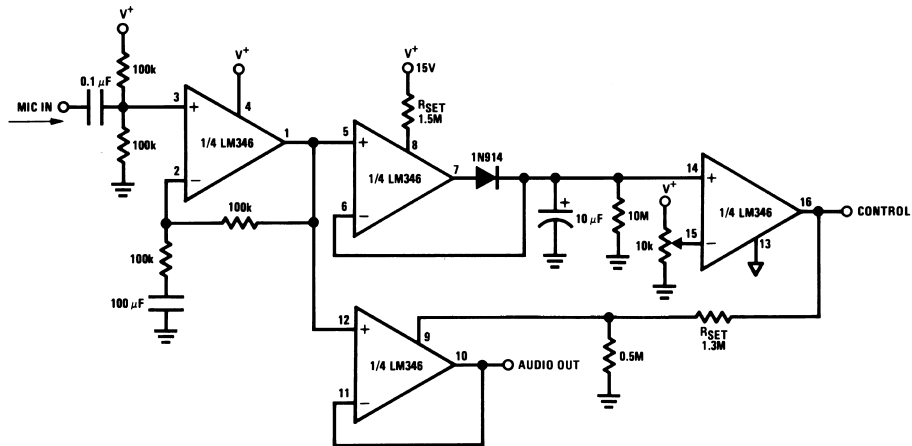 V+
100k
0.1 µF
MIC IN
100k
3
+
V+
4
1/4 LM346
1
2
−
100k
100k
100 µF
V+
15V
RSET
1.5M
5
+
8
1/4 LM346
7
6
−
1N914
+
10 µF
10M
V+
10k
14
+
1/4 LM346
16
15
−
13
CONTROL
12
+
9
1/4 LM346
10
11
−
AUDIO OUT
0.5M
RSET
1.3M